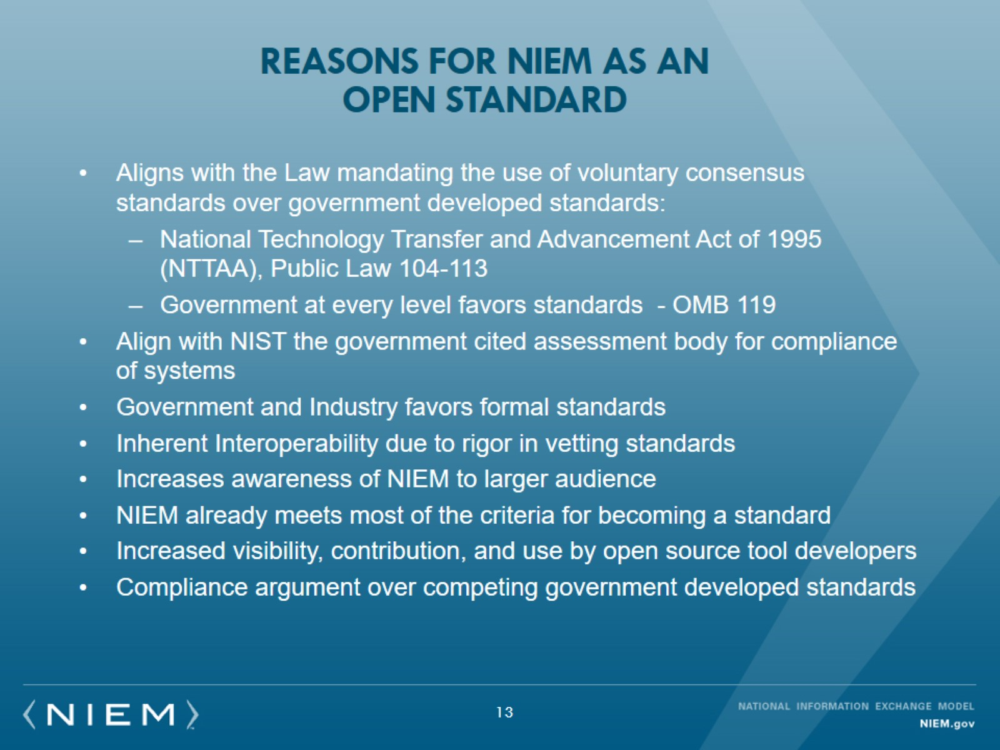 REASONS FOR NIEM AS AN
OPEN STANDARD
• Aligns with the Law mandating the use of voluntary consensus
standards over government developed standards:
– National Technology Transfer and Advancement Act of 1995
(NTTAA), Public Law 104-113
– Government at every level favors standards  - OMB 119
• Align with NIST the government cited assessment body for compliance
of systems
• Government and Industry favors formal standards
• Inherent Interoperability due to rigor in vetting standards
• Increases awareness of NIEM to larger audience
• NIEM already meets most of the criteria for becoming a standard
• Increased visibility, contribution, and use by open source tool developers
• Compliance argument over competing government developed standards
〈NIEM〉™
13
NATIONAL INFORMATION EXCHANGE MODEL
NIEM.gov